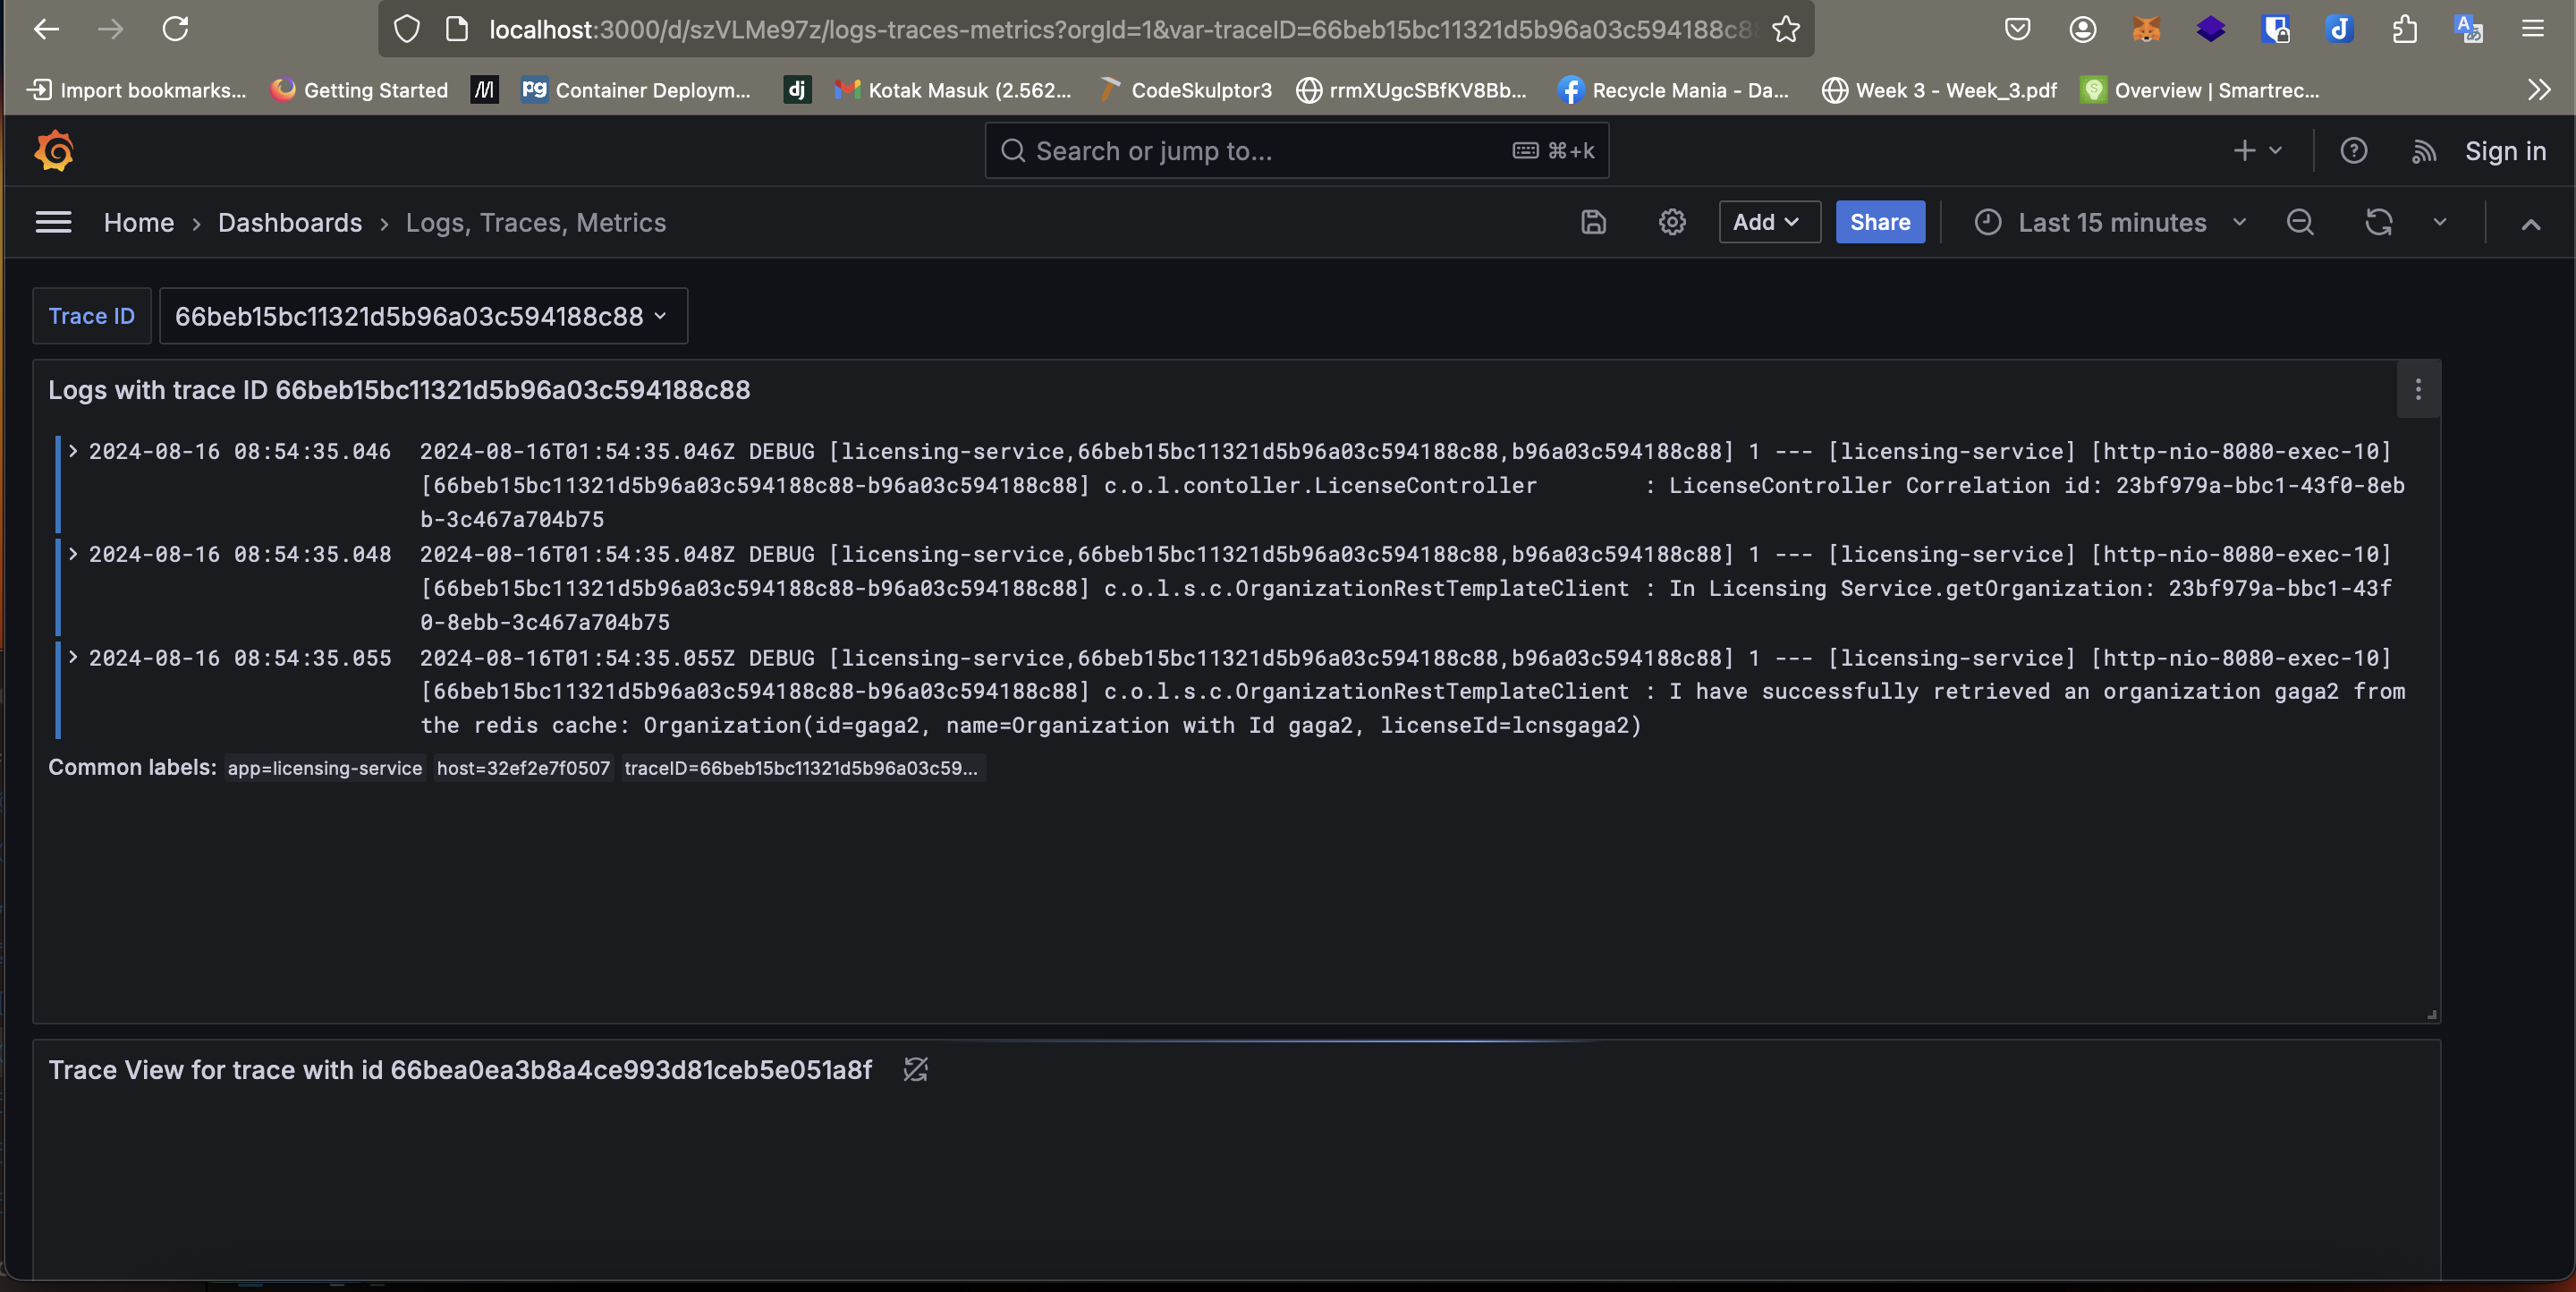 localhost:3000/d/szVLMe97z/logs-traces-metrics?orgId=1&var-traceID=66beb15bc11321d5b96a03c594188c8
Import bookmarks... Getting Started M pg Container Deploym... dj Kotak Masuk (2.562... CodeSkulptor3 rrmXUgcSBfKV8Bb... Recycle Mania - Da... Week 3 - Week_3.pdf Overview | Smartrec...
Search or jump to... ⌘+k Sign in
Home › Dashboards › Logs, Traces, Metrics Add Share Last 15 minutes
Trace ID 66beb15bc11321d5b96a03c594188c88
Logs with trace ID 66beb15bc11321d5b96a03c594188c88
2024-08-16 08:54:35.046 2024-08-16T01:54:35.046Z DEBUG [licensing-service,66beb15bc11321d5b96a03c594188c88,b96a03c594188c88] 1 --- [licensing-service] [http-nio-8080-exec-10]
[66beb15bc11321d5b96a03c594188c88-b96a03c594188c88] c.o.l.contoller.LicenseController : LicenseController Correlation id: 23bf979a-bbc1-43f0-8eb
b-3c467a704b75
2024-08-16 08:54:35.048 2024-08-16T01:54:35.048Z DEBUG [licensing-service,66beb15bc11321d5b96a03c594188c88,b96a03c594188c88] 1 --- [licensing-service] [http-nio-8080-exec-10]
[66beb15bc11321d5b96a03c594188c88-b96a03c594188c88] c.o.l.s.c.OrganizationRestTemplateClient : In Licensing Service.getOrganization: 23bf979a-bbc1-43f
0-8ebb-3c467a704b75
2024-08-16 08:54:35.055 2024-08-16T01:54:35.055Z DEBUG [licensing-service,66beb15bc11321d5b96a03c594188c88,b96a03c594188c88] 1 --- [licensing-service] [http-nio-8080-exec-10]
[66beb15bc11321d5b96a03c594188c88-b96a03c594188c88] c.o.l.s.c.OrganizationRestTemplateClient : I have successfully retrieved an organization gaga2 from
the redis cache: Organization(id=gaga2, name=Organization with Id gaga2, licenseId=lcnsgaga2)
Common labels: app=licensing-service host=32ef2e7f0507 traceID=66beb15bc11321d5b96a03c59...
Trace View for trace with id 66bea0ea3b8a4ce993d81ceb5e051a8f